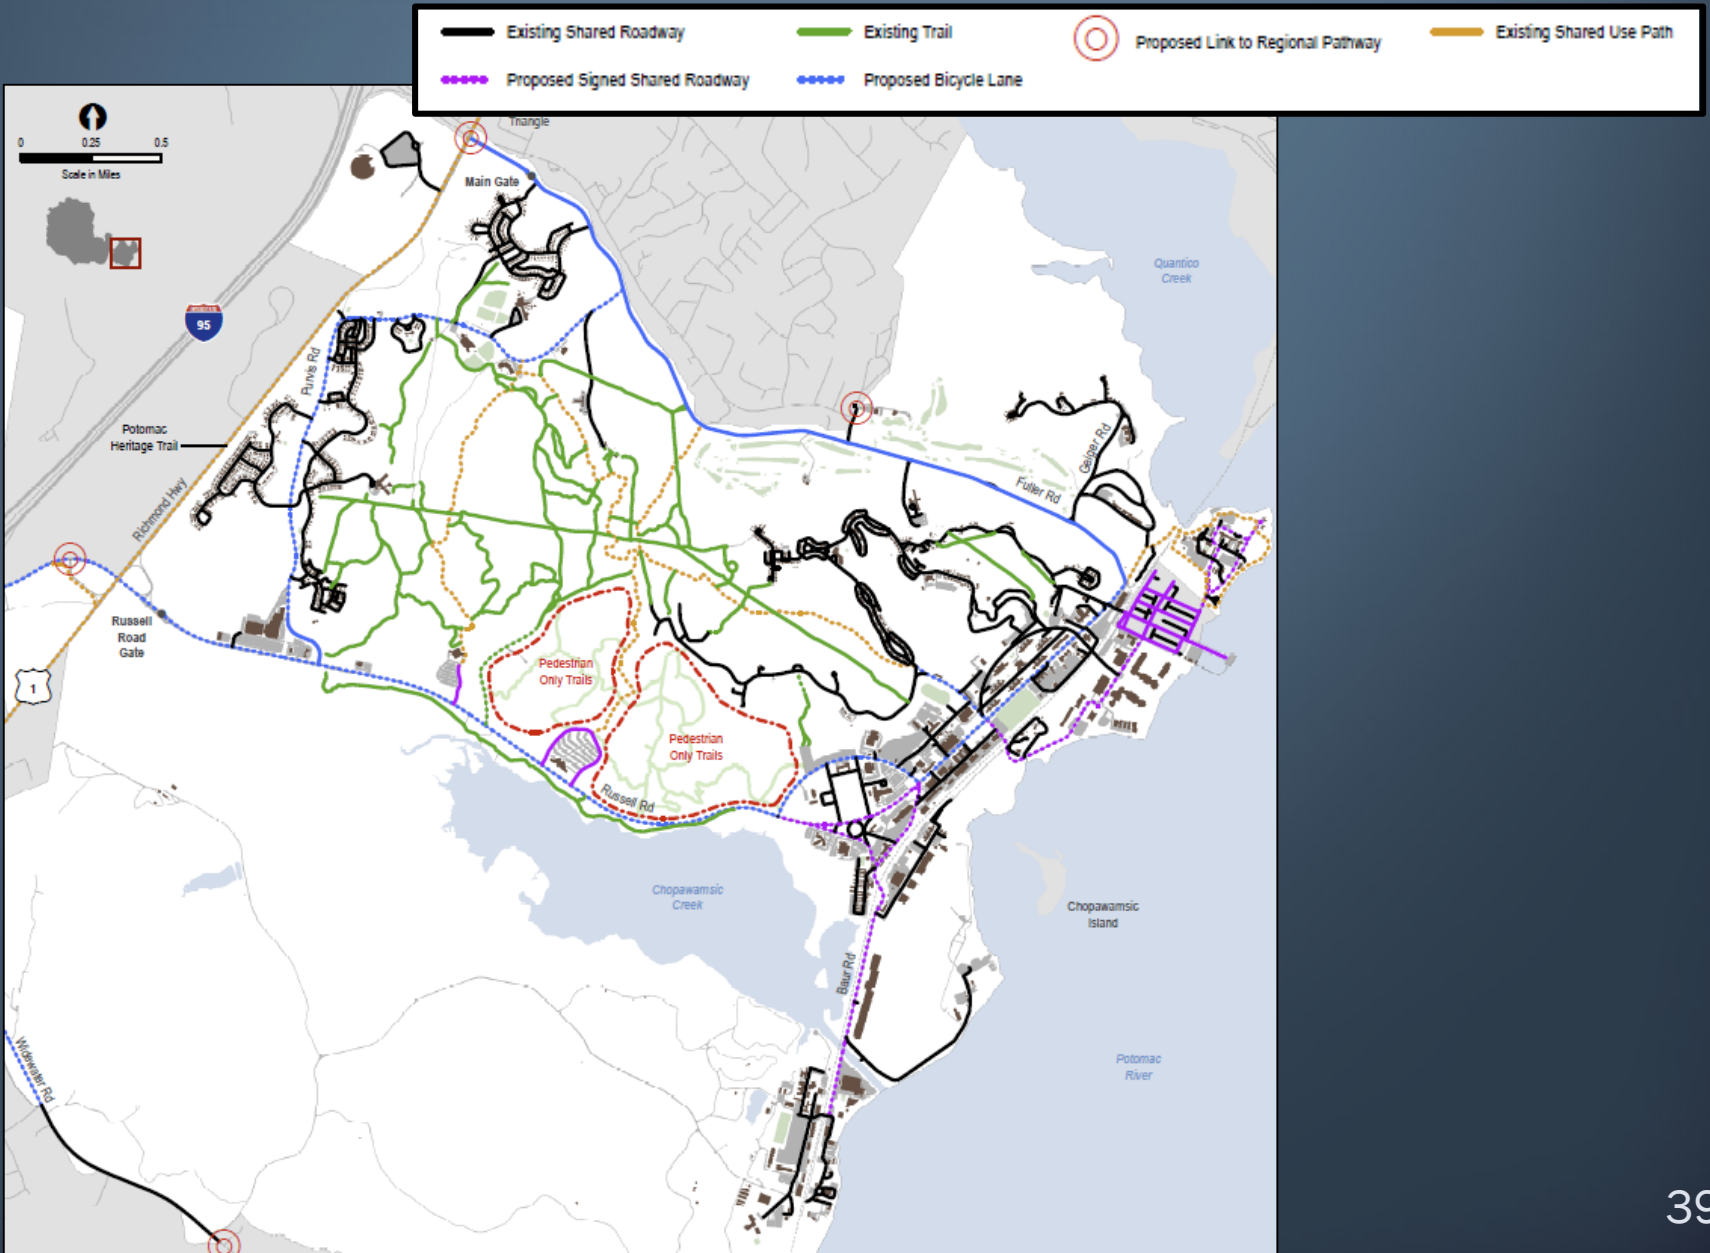 Existing Shared Roadway
Existing Trail
Proposed Link to Regional Pathway
Existing Shared Use Path
Proposed Signed Shared Roadway
Proposed Bicycle Lane
Triangle
0 0.25 0.5
Scale in Miles
Main Gate
Quantico
Creek
95
Purvis Rd
Potomac
Heritage Trail
Richmond Hwy
Geiger Rd
Fuller Rd
Russell
Road
Gate
1
Pedestrian
Only Trails
Pedestrian
Only Trails
Russell Rd
Chopawamsic
Creek
Chopawamsic
Island
Baur Rd
Potomac
River
Widewater Rd
39